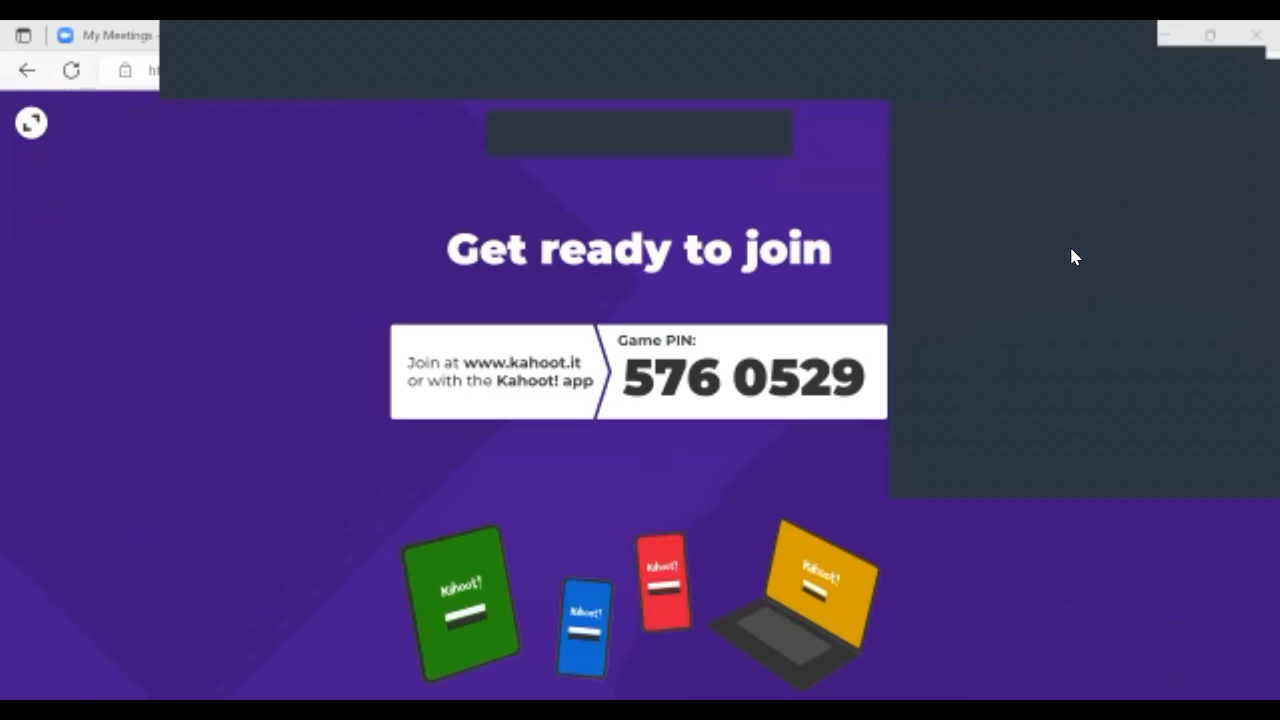 My Meetings -
ht
Get ready to join
Join at www.kahoot.it
or with the Kahoot! app
Game PIN:
576 0529
Kahoot!
Kahoot!
Kahoot!
Kahoot!